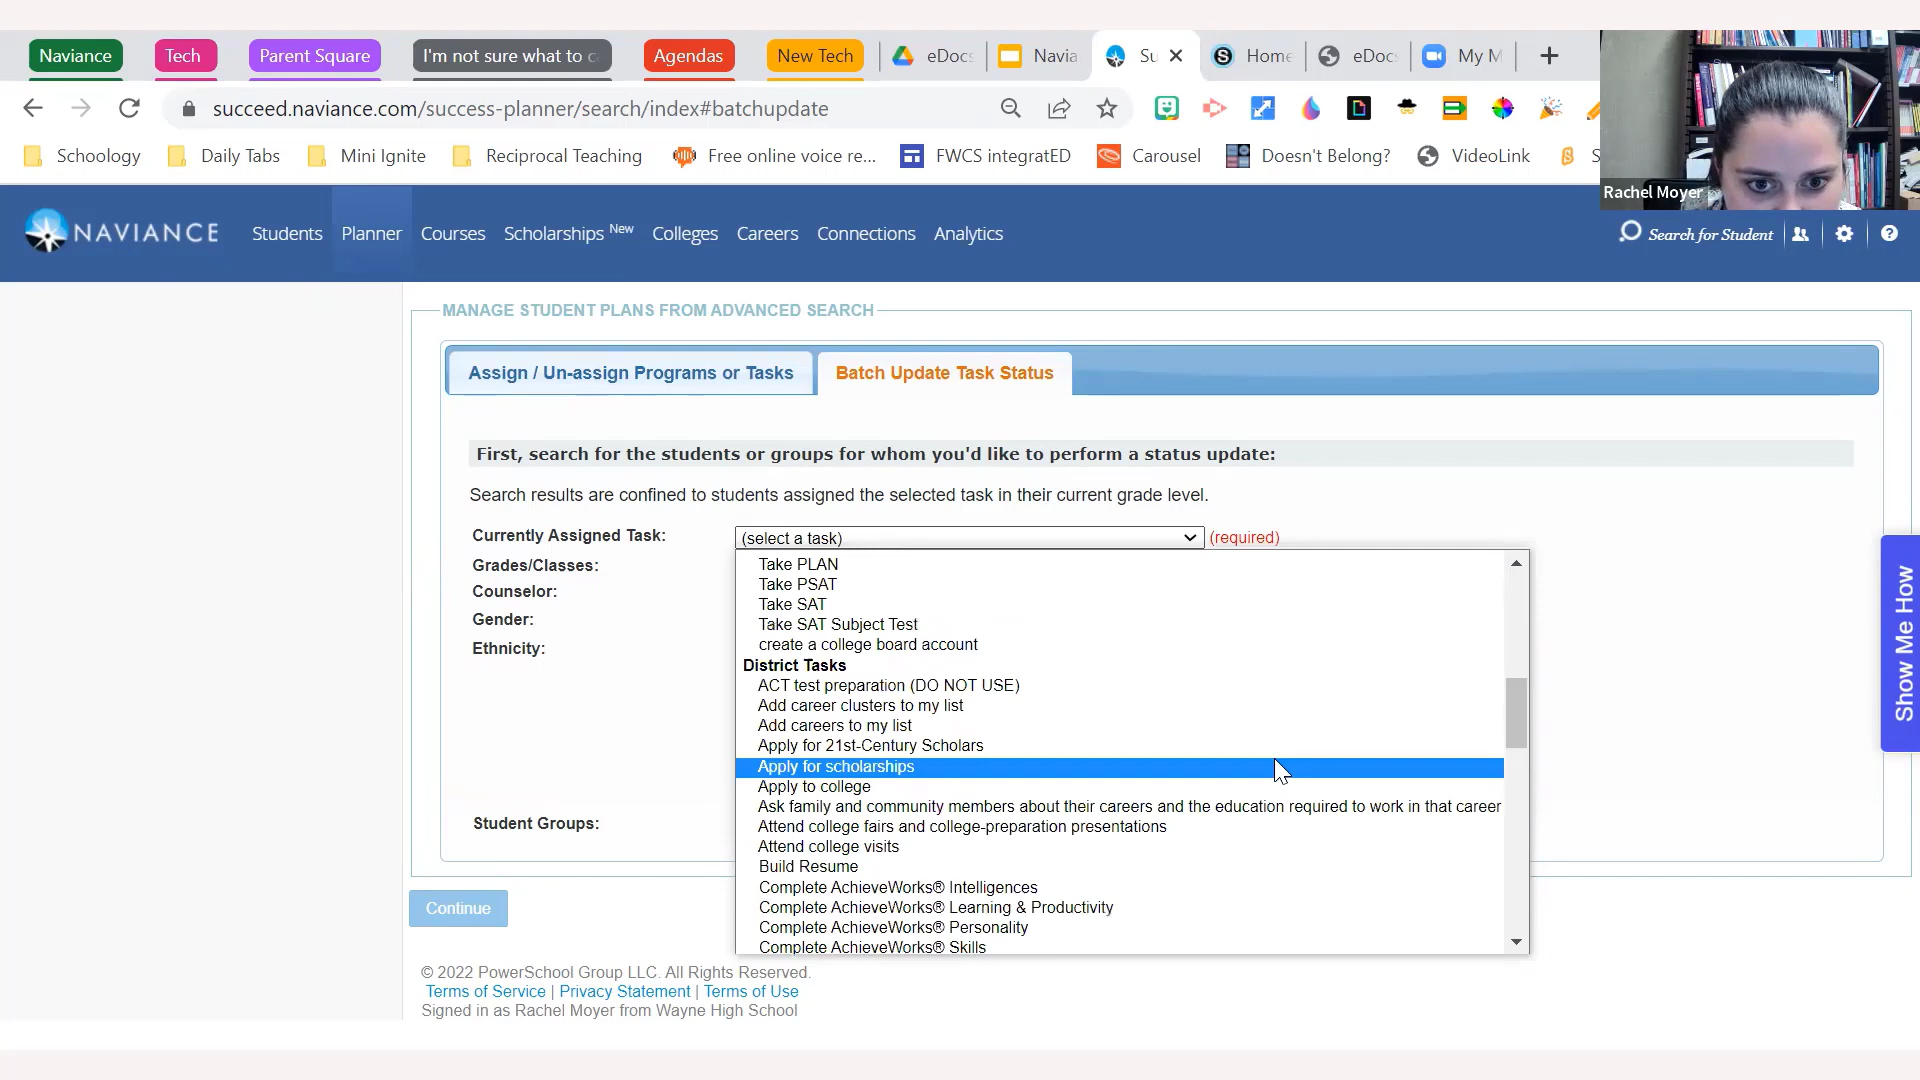 Naviance
Tech
Parent Square
I'm not sure what to c
Agendas
New Tech
eDocs
Navia
Su
Home
eDoc
My M
succeed.naviance.com/success-planner/search/index#batchupdate
Schoology
Daily Tabs
Mini Ignite
Reciprocal Teaching
Free online voice re...
FWCS integratED
Carousel
Doesn't Belong?
VideoLink
S
Rachel Moyer
NAVIANCE
Students
Planner
Courses
Scholarships New
Colleges
Careers
Connections
Analytics
Search for Student
MANAGE STUDENT PLANS FROM ADVANCED SEARCH
Assign / Un-assign Programs or Tasks
Batch Update Task Status
First, search for the students or groups for whom you'd like to perform a status update:
Search results are confined to students assigned the selected task in their current grade level.
Currently Assigned Task:
(select a task)
(required)
Grades/Classes:
Counselor:
Gender:
Ethnicity:
Student Groups:
Take PLAN
Take PSAT
Take SAT
Take SAT Subject Test
create a college board account
District Tasks
ACT test preparation (DO NOT USE)
Add career clusters to my list
Add careers to my list
Apply for 21st-Century Scholars
Apply for scholarships
Apply to college
Ask family and community members about their careers and the education required to work in that career
Attend college fairs and college-preparation presentations
Attend college visits
Build Resume
Complete AchieveWorks® Intelligences
Complete AchieveWorks® Learning & Productivity
Complete AchieveWorks® Personality
Complete AchieveWorks® Skills
Show Me How
Continue
© 2022 PowerSchool Group LLC. All Rights Reserved.
Terms of Service | Privacy Statement | Terms of Use
Signed in as Rachel Moyer from Wayne High School